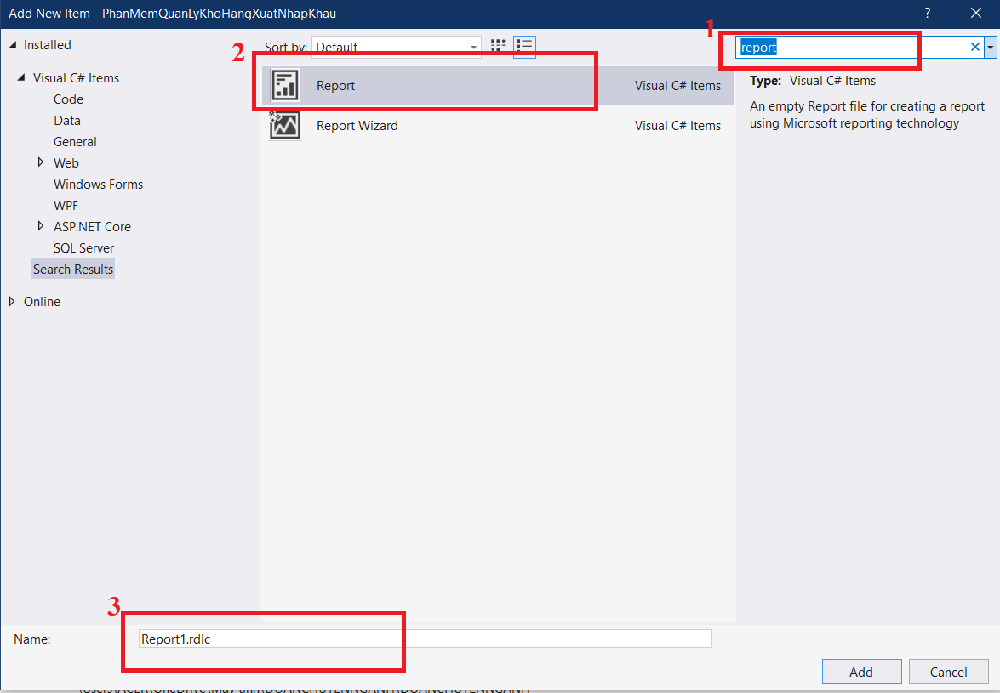 Add New Item - PhanMemQuanLyKhoHangXuatNhapKhau
?
1
Installed
2
Sort by: Default
report
Visual C# Items
Code
Data
General
Web
Windows Forms
WPF
ASP.NET Core
SQL Server
Search Results
Online
Report Visual C# Items
Report Wizard Visual C# Items
Type: Visual C# Items
An empty Report file for creating a report
using Microsoft reporting technology
3
Name: Report1.rdlc
Add Cancel